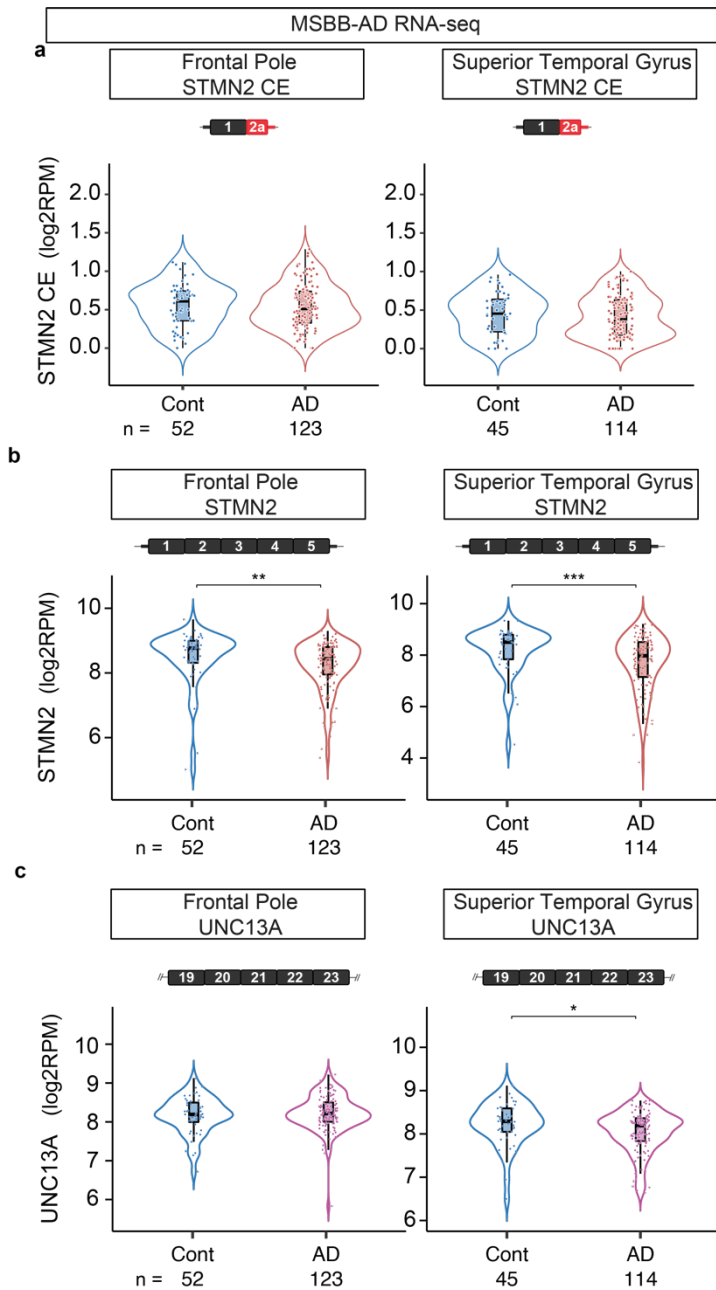 MSBB-AD RNA-seq
a
Frontal Pole
STMN2 CE
Superior Temporal Gyrus
STMN2 CE
1 2a
1 2a
STMN2 CE (log2RPM)
2.0
1.5
1.0
0.5
0.0
2.0
1.5
1.0
0.5
0.0
Cont AD
n = 52 123
Cont AD
45 114
b
Frontal Pole
STMN2
Superior Temporal Gyrus
STMN2
1 2 3 4 5
1 2 3 4 5
**
***
STMN2 (log2RPM)
10
8
6
10
8
6
4
Cont AD
n = 52 123
Cont AD
45 114
c
Frontal Pole
UNC13A
Superior Temporal Gyrus
UNC13A
// 19 20 21 22 23 //
// 19 20 21 22 23 //
*
UNC13A (log2RPM)
10
9
8
7
6
10
9
8
7
6
Cont AD
n = 52 123
Cont AD
45 114